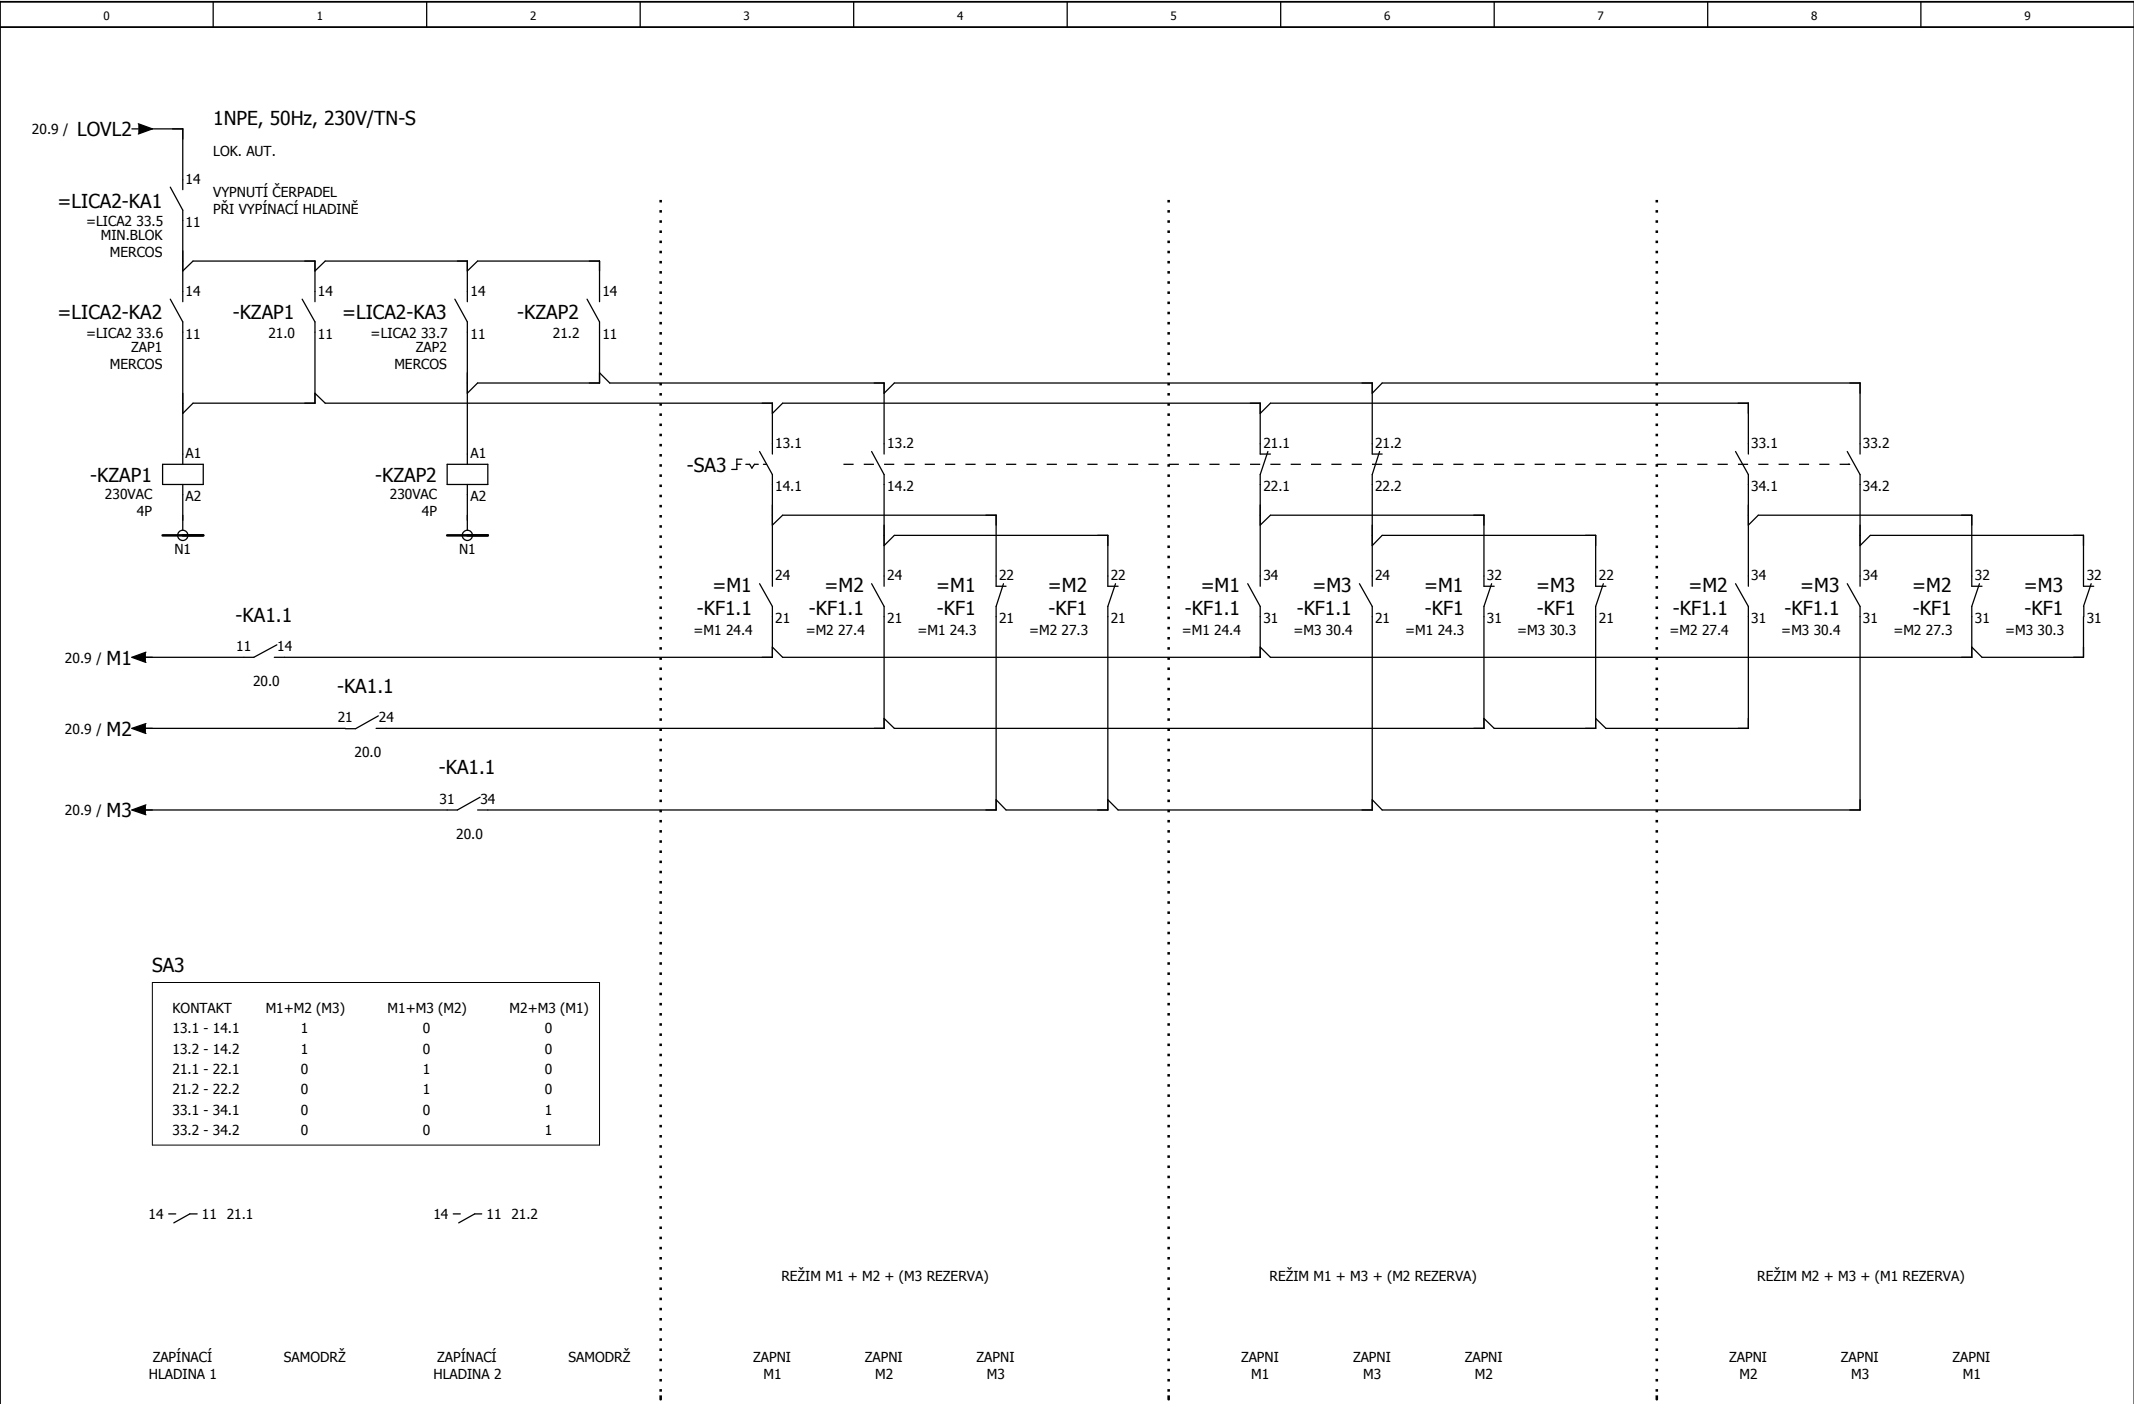 0 1 2 3 4 5 6 7 8 9
20.9 / LOVL2
1NPE, 50Hz, 230V/TN-S
LOK. AUT.
VYPNUTÍ ČERPADEL
PŘI VYPÍNACÍ HLADINĚ
14
=LICA2-KA1
=LICA2 33.5
11
MIN.BLOK
MERCOS
14 14 14 14
=LICA2-KA2 -KZAP1 =LICA2-KA3 -KZAP2
=LICA2 33.6 11 21.0 11 =LICA2 33.7 11 21.2 11
ZAP1 ZAP2
MERCOS MERCOS
13.1 13.2 21.1 21.2 33.1 33.2
A1 A1
-SA3
-KZAP1 -KZAP2
14.1 14.2 22.1 22.2 34.1 34.2
230VAC A2 230VAC A2
4P 4P
N1 N1
24 24 22 22 34 24 32 22 34 34 32 32
=M1 =M2 =M1 =M2 =M1 =M3 =M1 =M3 =M2 =M3 =M2 =M3
-KF1.1 -KF1.1 -KF1 -KF1 -KF1.1 -KF1.1 -KF1 -KF1 -KF1.1 -KF1.1 -KF1 -KF1
21 21 21 21 31 21 31 21 31 31 31 31
=M1 24.4 =M2 27.4 =M1 24.3 =M2 27.3 =M1 24.4 =M3 30.4 =M1 24.3 =M3 30.3 =M2 27.4 =M3 30.4 =M2 27.3 =M3 30.3
-KA1.1
11 14
20.9 / M1
20.0
-KA1.1
21 24
20.9 / M2
20.0
-KA1.1
31 34
20.9 / M3
20.0
SA3
KONTAKT M1+M2 (M3) M1+M3 (M2) M2+M3 (M1)
13.1 - 14.1 1 0 0
13.2 - 14.2 1 0 0
21.1 - 22.1 0 1 0
21.2 - 22.2 0 1 0
33.1 - 34.1 0 0 1
33.2 - 34.2 0 0 1
14 11 21.1 14 11 21.2
REŽIM M1 + M2 + (M3 REZERVA) REŽIM M1 + M3 + (M2 REZERVA) REŽIM M2 + M3 + (M1 REZERVA)
ZAPÍNACÍ SAMODRŽ ZAPÍNACÍ SAMODRŽ ZAPNI ZAPNI ZAPNI ZAPNI ZAPNI ZAPNI ZAPNI ZAPNI ZAPNI
HLADINA 1 HLADINA 2 M1 M2 M3 M1 M3 M2 M2 M3 M1